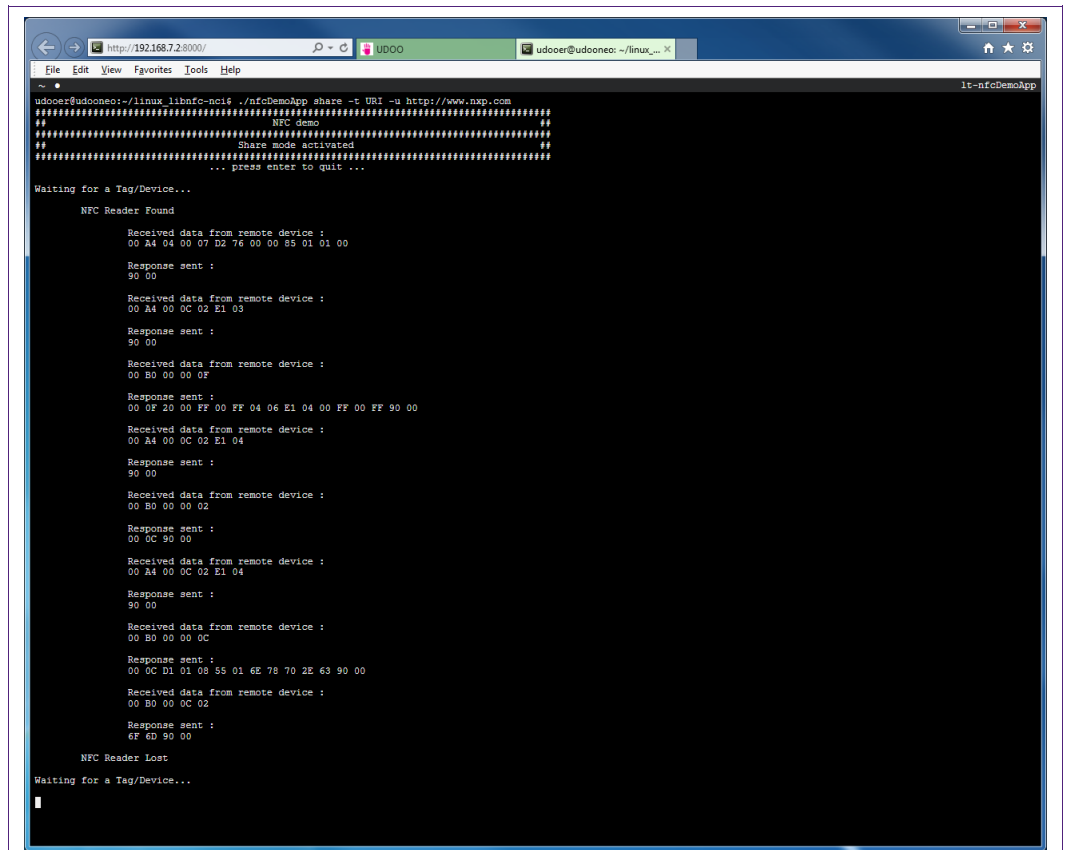 http://192.168.7.2:8000/
UDOO
udooer@udooneo: ~/linux_...
File Edit View Favorites Tools Help
~ ●
lt-nfcDemoApp
udooer@udooneo:~/linux_libnfc-nci$ ./nfcDemoApp share -t URI -u http://www.nxp.com
#########################################################################################
## NFC demo ##
#########################################################################################
## Share mode activated ##
#########################################################################################
... press enter to quit ...
Waiting for a Tag/Device...
NFC Reader Found
Received data from remote device :
00 A4 04 00 07 D2 76 00 00 85 01 01 00
Response sent :
90 00
Received data from remote device :
00 A4 00 0C 02 E1 03
Response sent :
90 00
Received data from remote device :
00 B0 00 00 0F
Response sent :
00 0F 20 00 FF 00 FF 04 06 E1 04 00 FF 00 FF 90 00
Received data from remote device :
00 A4 00 0C 02 E1 04
Response sent :
90 00
Received data from remote device :
00 B0 00 00 02
Response sent :
00 0C 90 00
Received data from remote device :
00 A4 00 0C 02 E1 04
Response sent :
90 00
Received data from remote device :
00 B0 00 00 0C
Response sent :
00 0C D1 01 08 55 01 6E 78 70 2E 63 90 00
Received data from remote device :
00 B0 00 0C 02
Response sent :
6F 6D 90 00
NFC Reader Lost
Waiting for a Tag/Device...